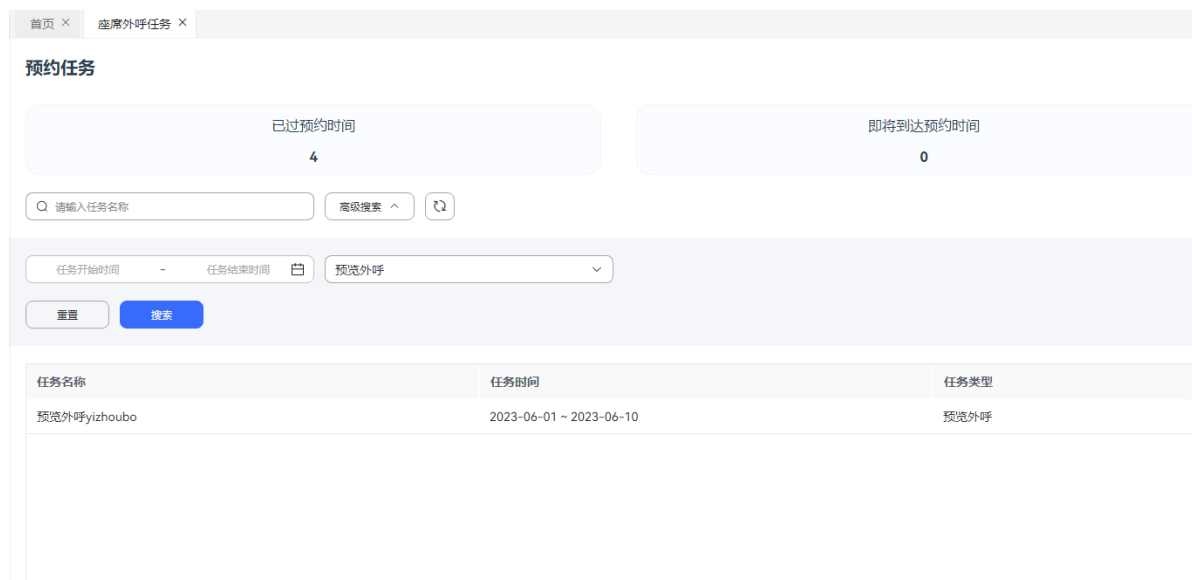 首页 座席外呼任务
预约任务
已过预约时间 即将到达预约时间
4 0
请输入任务名称 高级搜索
任务开始时间 - 任务结束时间 预览外呼
重置 搜索
任务名称 任务时间 任务类型
预览外呼yizhoubo 2023-06-01 ~ 2023-06-10 预览外呼